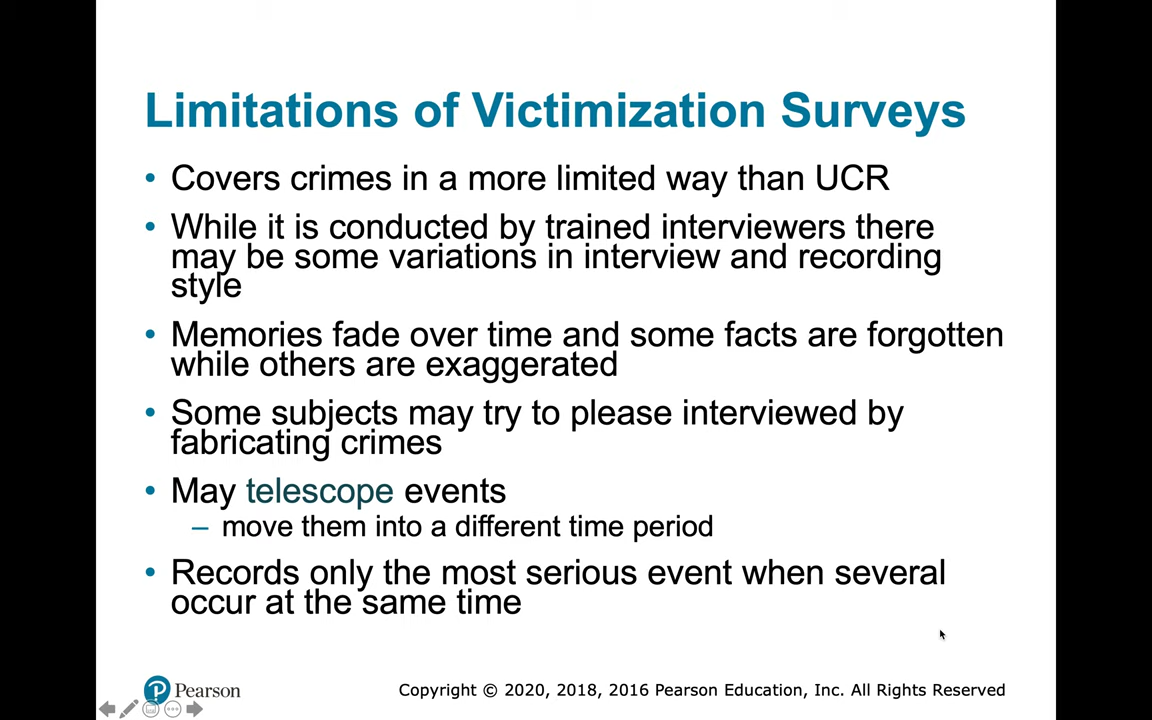 Limitations of Victimization Surveys
• Covers crimes in a more limited way than UCR
• While it is conducted by trained interviewers there
may be some variations in interview and recording
style
• Memories fade over time and some facts are forgotten
while others are exaggerated
• Some subjects may try to please interviewed by
fabricating crimes
• May telescope events
– move them into a different time period
• Records only the most serious event when several
occur at the same time
Pearson
Copyright © 2020, 2018, 2016 Pearson Education, Inc. All Rights Reserved